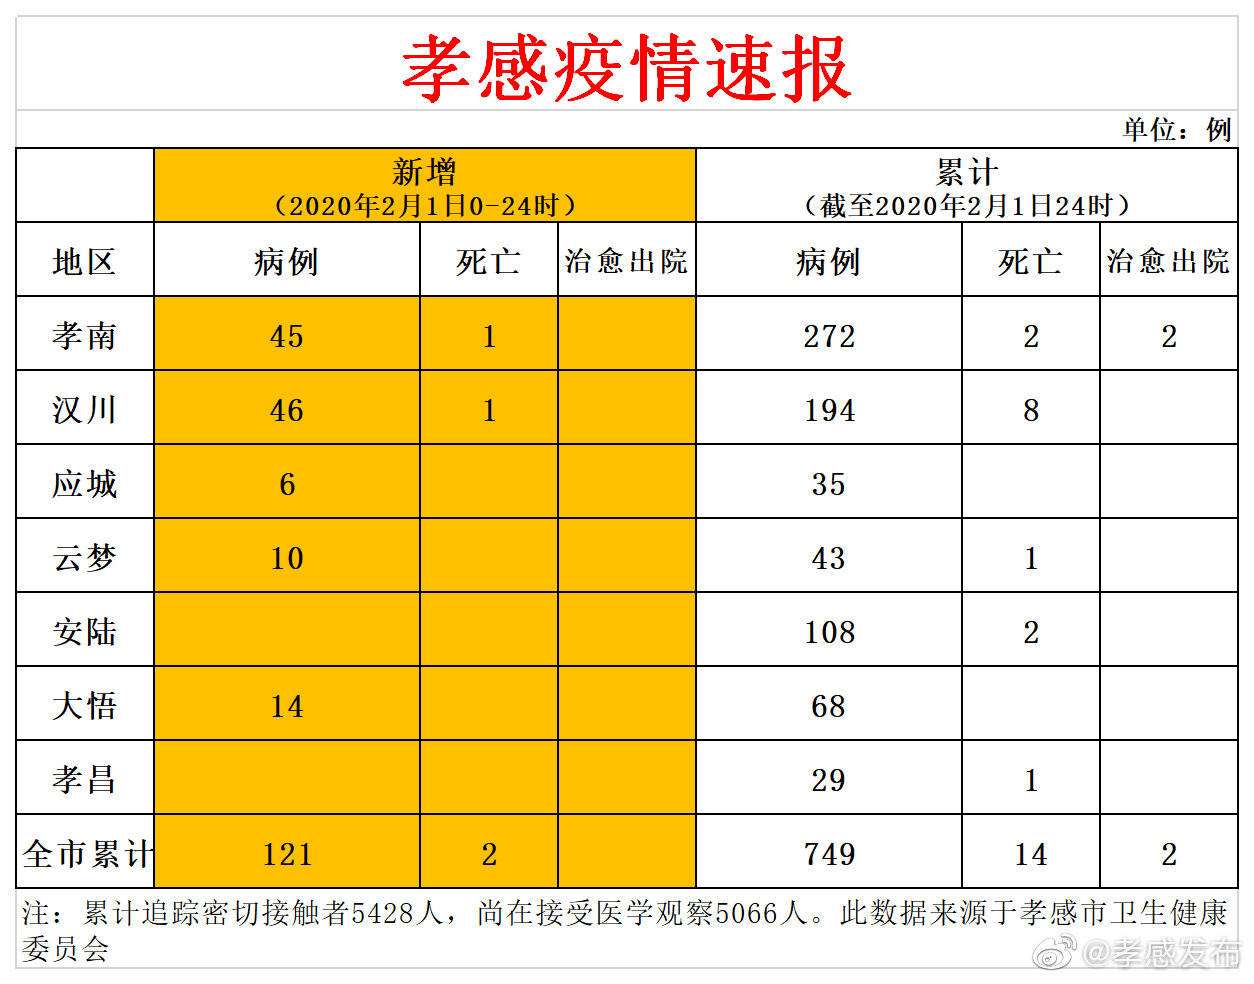 孝感疫情速报
单位：例
新增 累计
（2020年2月1日0-24时） （截至2020年2月1日24时）
地区 病例 死亡 治愈出院 病例 死亡 治愈出院
孝南 45 1 272 2 2
汉川 46 1 194 8
应城 6 35
云梦 10 43 1
安陆 108 2
大悟 14 68
孝昌 29 1
全市累计 121 2 749 14 2
注：累计追踪密切接触者5428人，尚在接受医学观察5066人。此数据来源于孝感市卫生健康
委员会
@孝感发布